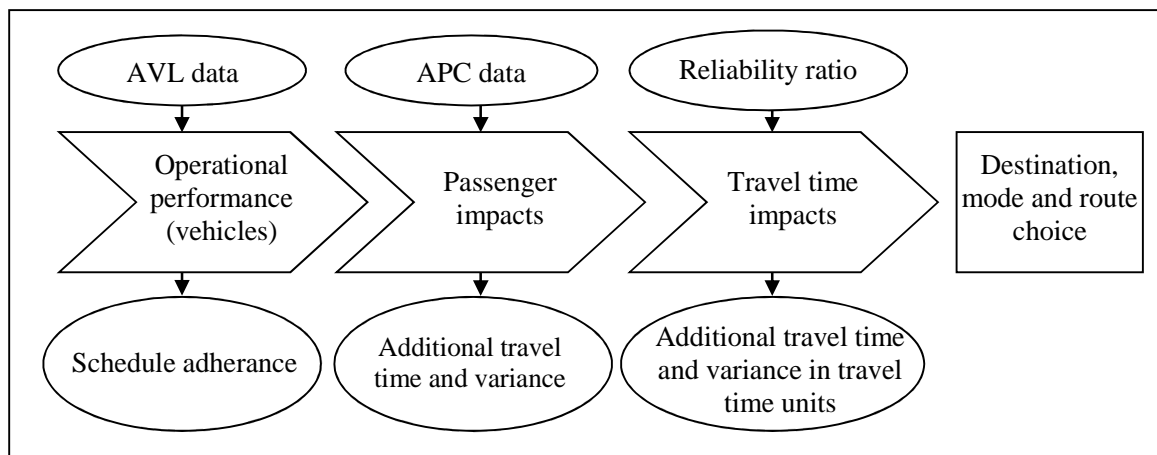 AVL data
APC data
Reliability ratio
Operational
performance
(vehicles)
Passenger
impacts
Travel time
impacts
Destination,
mode and route
choice
Schedule adherance
Additional travel
time and variance
Additional travel time
and variance in travel
time units